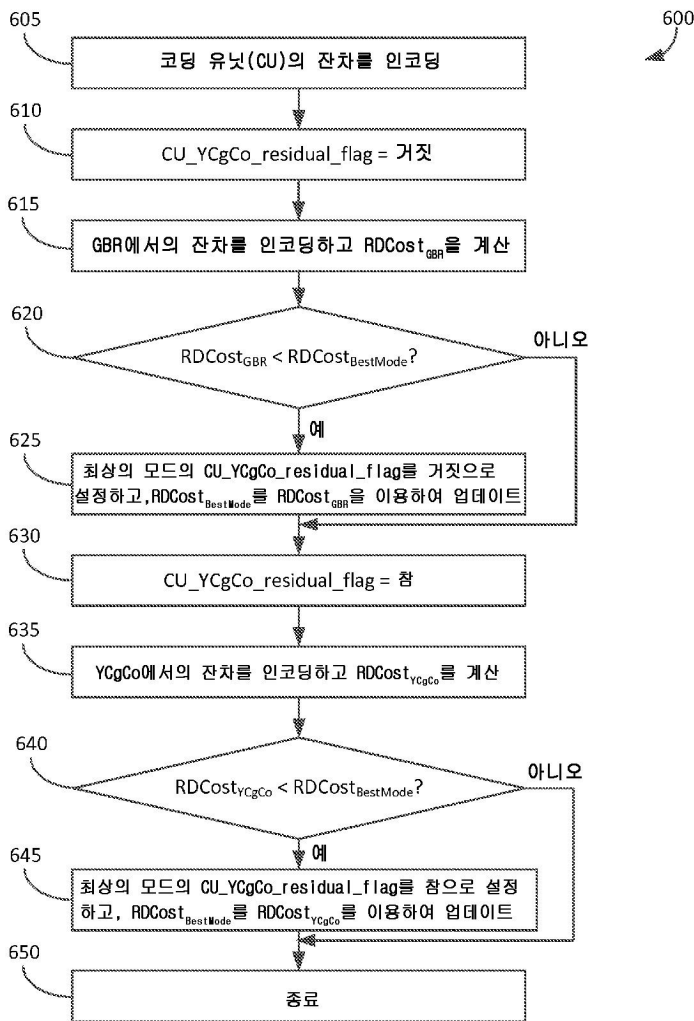 605
600
코딩 유닛(CU)의 잔차를 인코딩
610
CU_YCgCo_residual_flag = 거짓
615
GBR에서의 잔차를 인코딩하고 RDCost_GBR을 계산
620
아니오
RDCost_GBR < RDCost_BestMode?
예
625
최상의 모드의 CU_YCgCo_residual_flag를 거짓으로
설정하고,RDCost_BestMode를 RDCost_GBR을 이용하여 업데이트
630
CU_YCgCo_residual_flag = 참
635
YCgCo에서의 잔차를 인코딩하고 RDCost_YCgCo를 계산
640
아니오
RDCost_YCgCo < RDCost_BestMode?
예
645
최상의 모드의 CU_YCgCo_residual_flag를 참으로 설정
하고, RDCost_BestMode를 RDCost_YCgCo를 이용하여 업데이트
650
종료